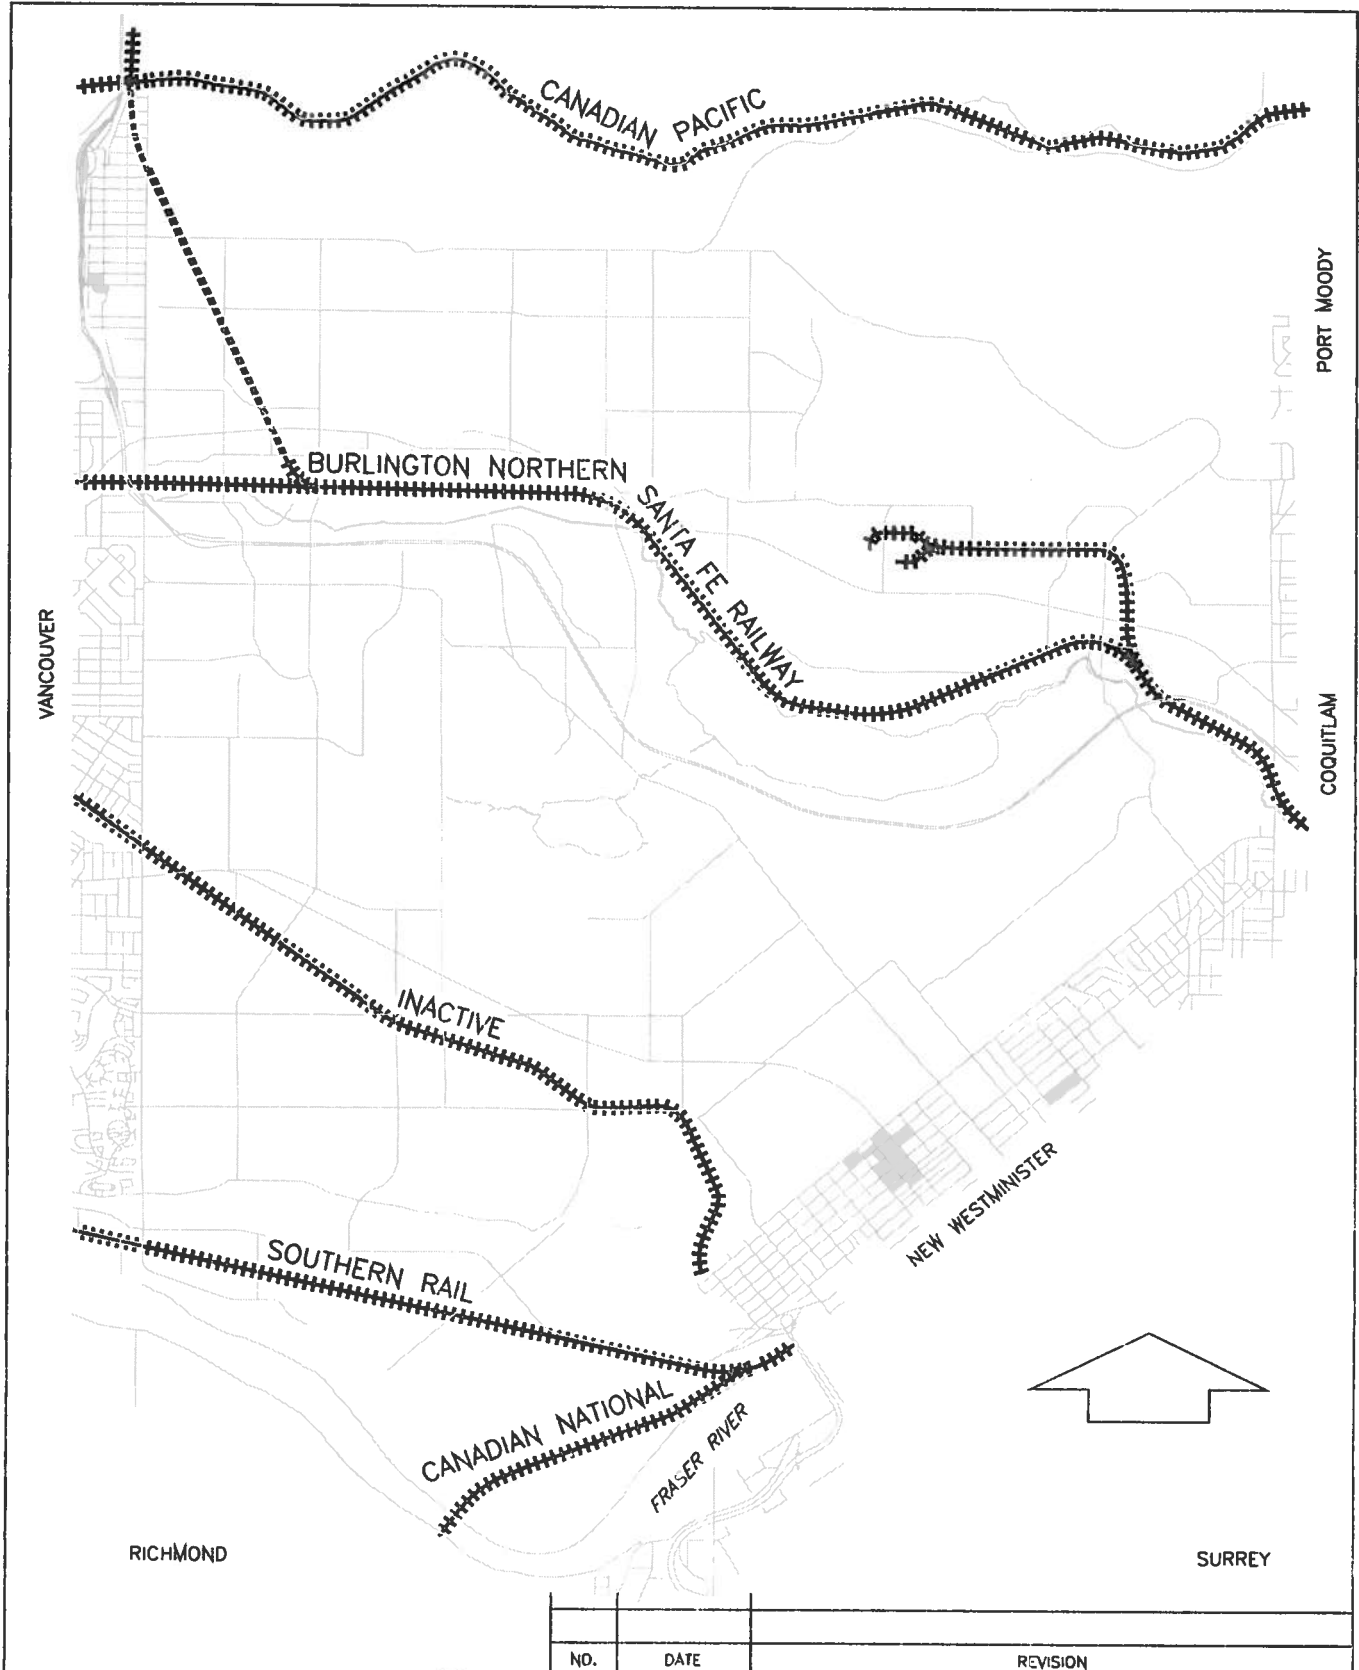 CANADIAN PACIFIC
PORT MOODY
BURLINGTON NORTHERN
SANTA FE RAILWAY
VANCOUVER
COQUITLAM
INACTIVE
NEW WESTMINISTER
SOUTHERN RAIL
CANADIAN NATIONAL
FRASER RIVER
RICHMOND
SURREY
NO. DATE REVISION